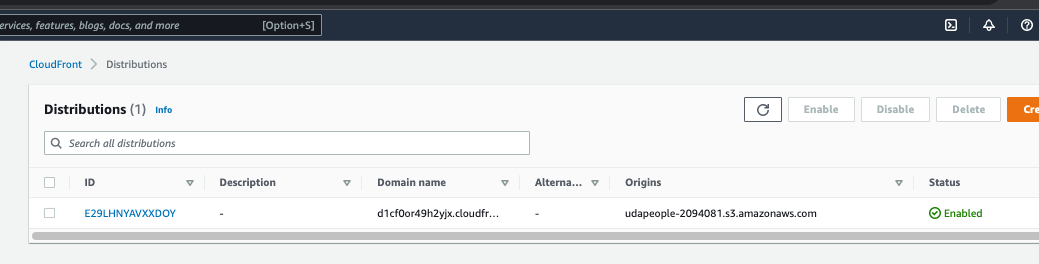 ervices, features, blogs, docs, and more [Option+S]
CloudFront > Distributions
Distributions (1) Info
Enable Disable Delete Cre
Search all distributions
ID Description Domain name Alterna... Origins Status
E29LHNYAVXXDOY - d1cf0or49h2yjx.cloudfr... - udapeople-2094081.s3.amazonaws.com Enabled